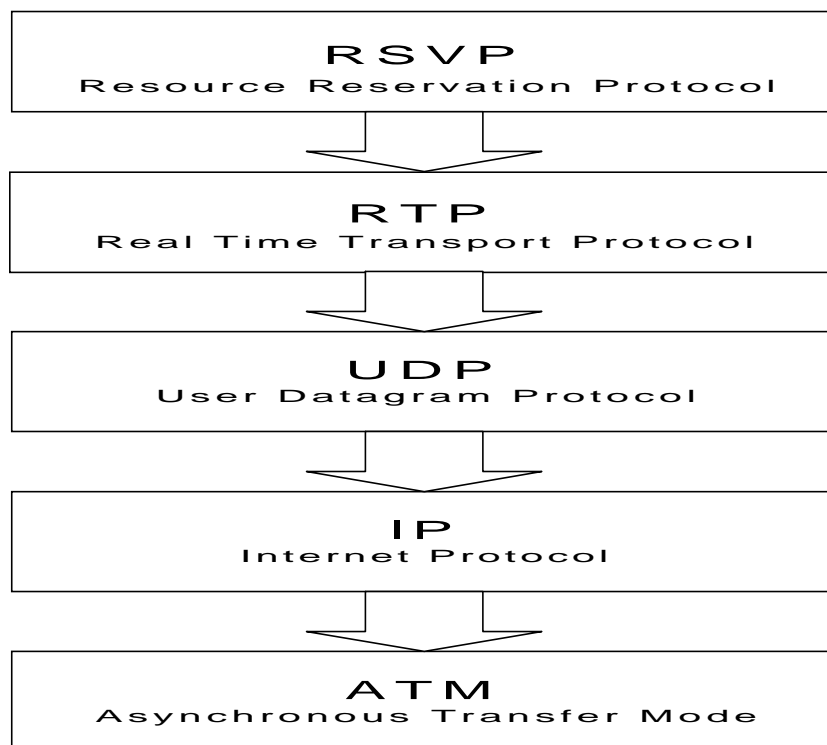 RSVP
Resource Reservation Protocol
RTP
Real Time Transport Protocol
UDP
User Datagram Protocol
IP
Internet Protocol
ATM
Asynchronous Transfer Mode